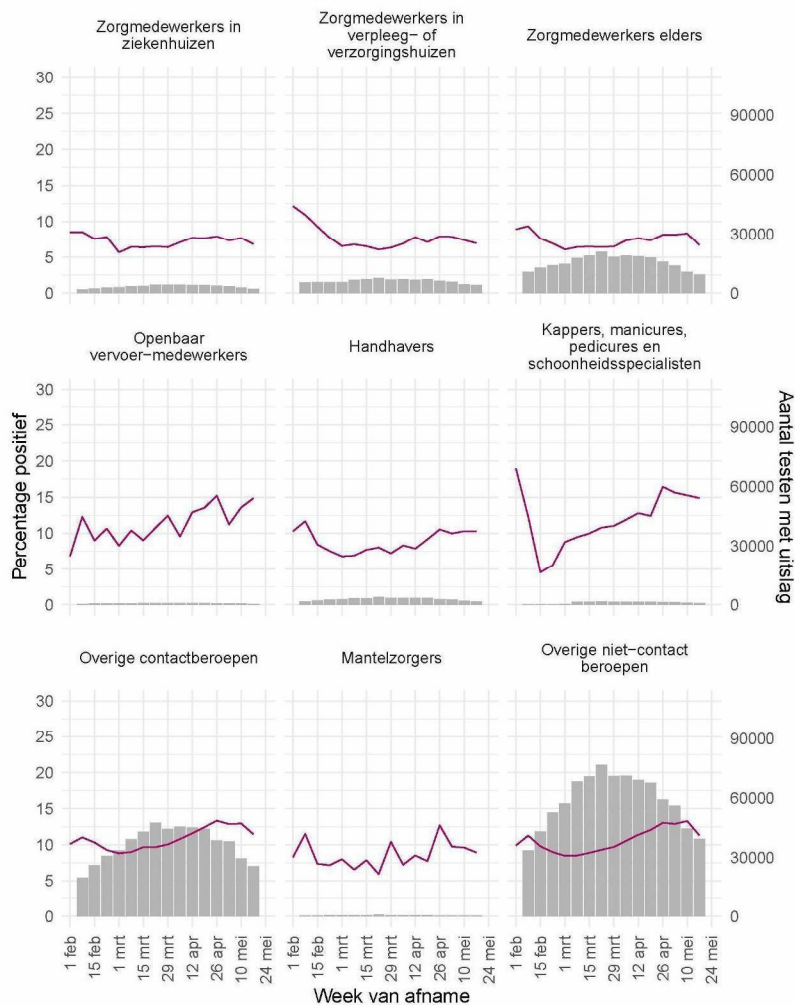 Zorgmedewerkers in
ziekenhuizen
Zorgmedewerkers in
verpleeg- of
verzorgingshuizen
Zorgmedewerkers elders
30
25
20
15
10
5
0
90000
60000
30000
0
Openbaar
vervoer-medewerkers
Handhavers
Kappers, manicures,
pedicures en
schoonheidsspecialisten
Percentage positief
30
25
20
15
10
5
0
90000
60000
30000
0
Aantal testen met uitslag
Overige contactberoepen
Mantelzorgers
Overige niet-contact
beroepen
30
25
20
15
10
5
0
90000
60000
30000
0
1 feb
15 feb
1 mrt
15 mrt
29 mrt
12 apr
26 apr
10 mei
24 mei
1 feb
15 feb
1 mrt
15 mrt
29 mrt
12 apr
26 apr
10 mei
24 mei
1 feb
15 feb
1 mrt
15 mrt
29 mrt
12 apr
26 apr
10 mei
24 mei
Week van afname